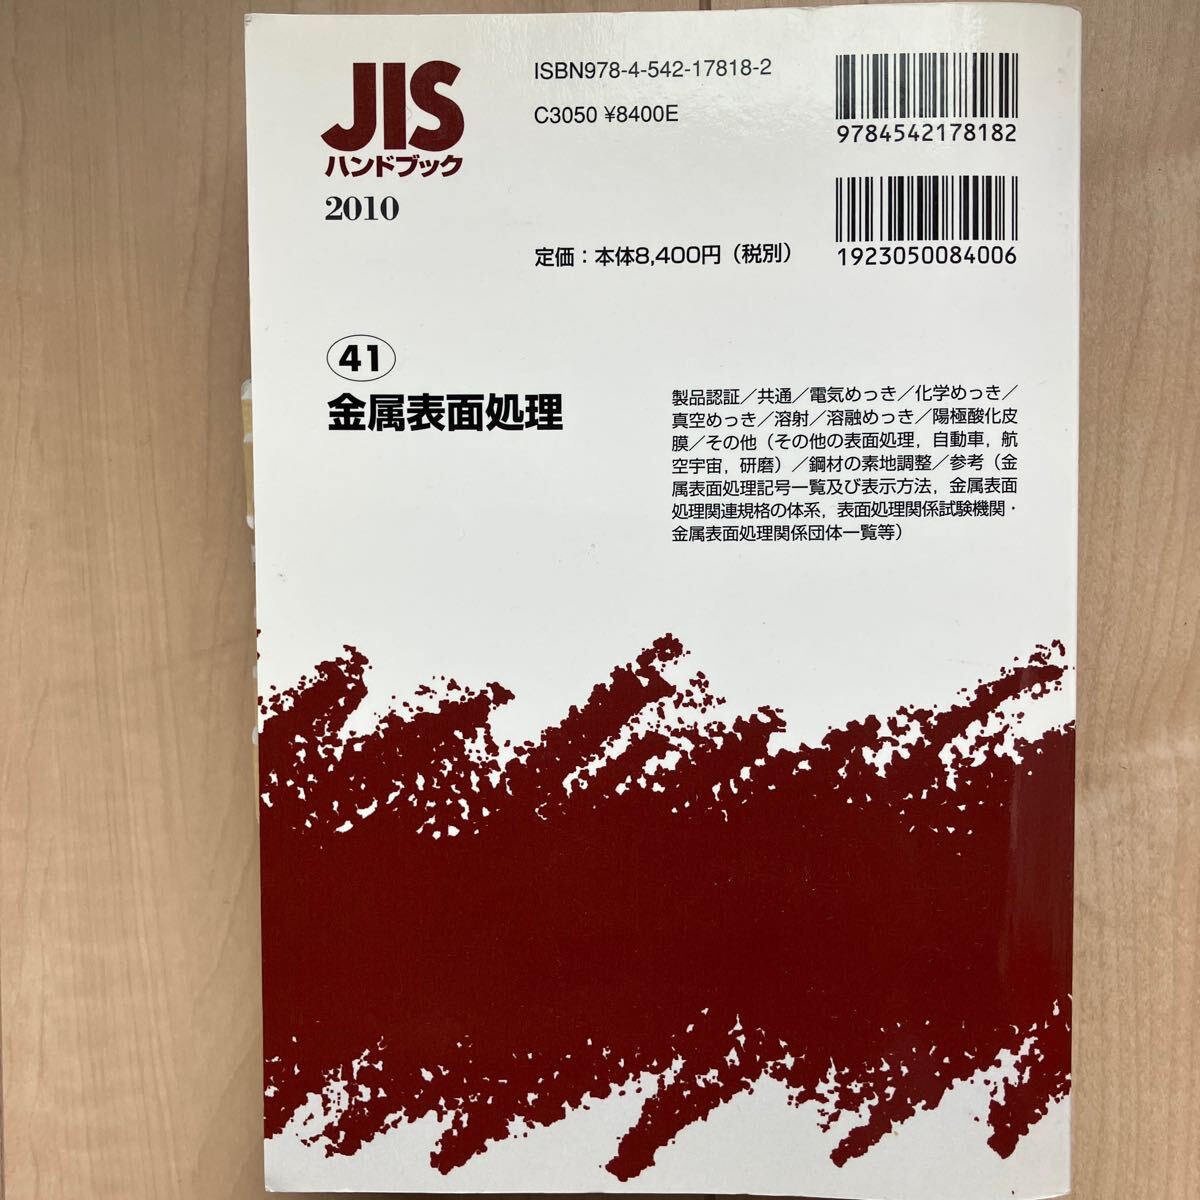 JIS
ハンドブック
2010
ISBN978-4-542-17818-2
C3050 ¥8400E
定価：本体8,400円（税別）
9784542178182
1923050084006
41
金属表面処理
製品認証／共通／電気めっき／化学めっき／
真空めっき／溶射／溶融めっき／陽極酸化皮
膜／その他（その他の表面処理，自動車，航
空宇宙，研磨）／鋼材の素地調整／参考（金
属表面処理記号一覧及び表示方法，金属表面
処理関連規格の体系，表面処理関係試験機関・
金属表面処理関係団体一覧等）